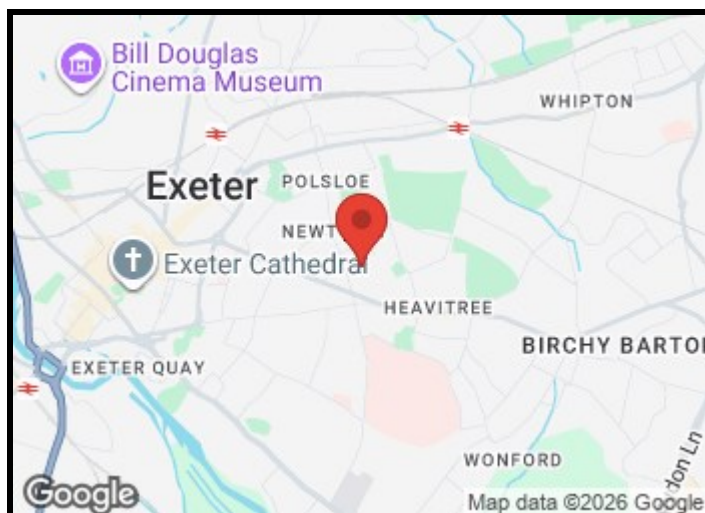 Bill Douglas
Cinema Museum
WHIPTON
Exeter
POLSLOE
Exeter Cathedral
HEAVITREE
BIRCHY BARTO
EXETER QUAY
WONFORD
Google
Map data ©2026 Google